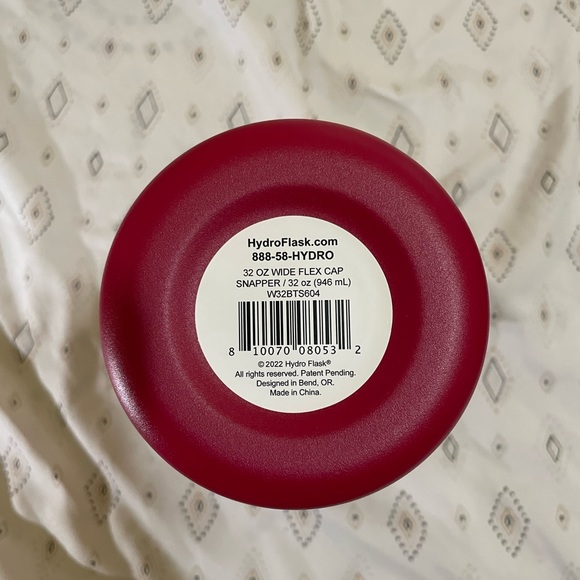 HydroFlask.com
888-58-HYDRO
32 OZ WIDE FLEX CAP
SNAPPER / 32 oz (946 mL)
W32BTS604
8 10070 08053 2
© 2022 Hydro Flask®
All rights reserved. Patent Pending.
Designed in Bend, OR.
Made in China.